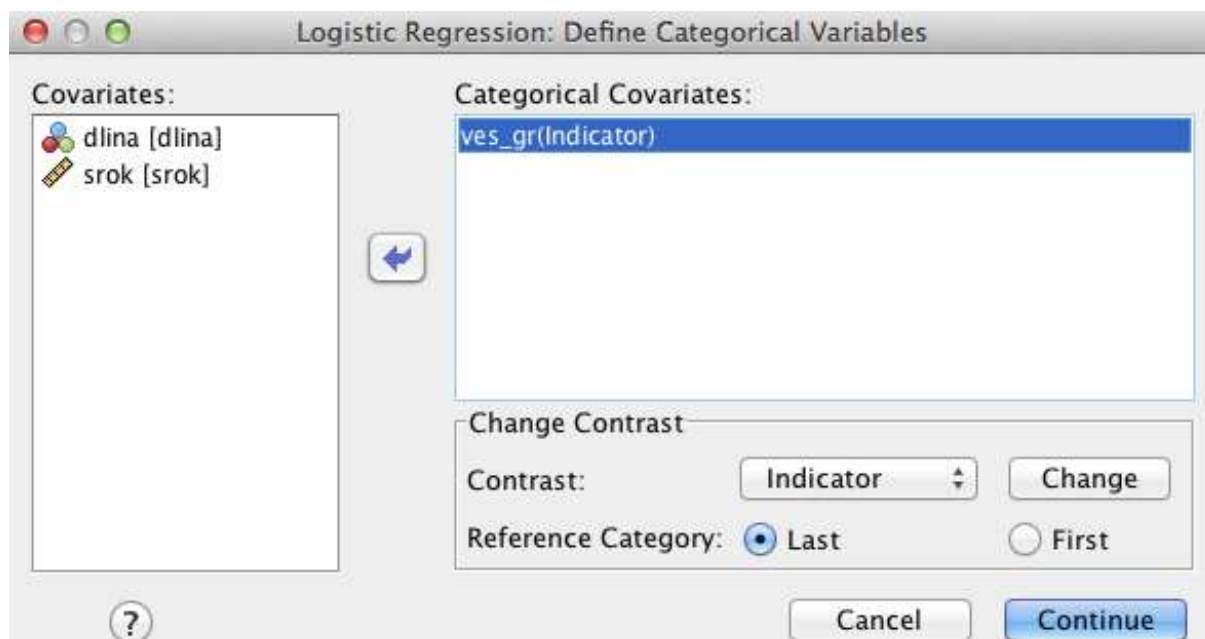 Logistic Regression: Define Categorical Variables
Covariates:
dlina [dlina]
srok [srok]
Categorical Covariates:
ves_gr(Indicator)
Change Contrast
Contrast: Indicator Change
Reference Category: Last First
? Cancel Continue